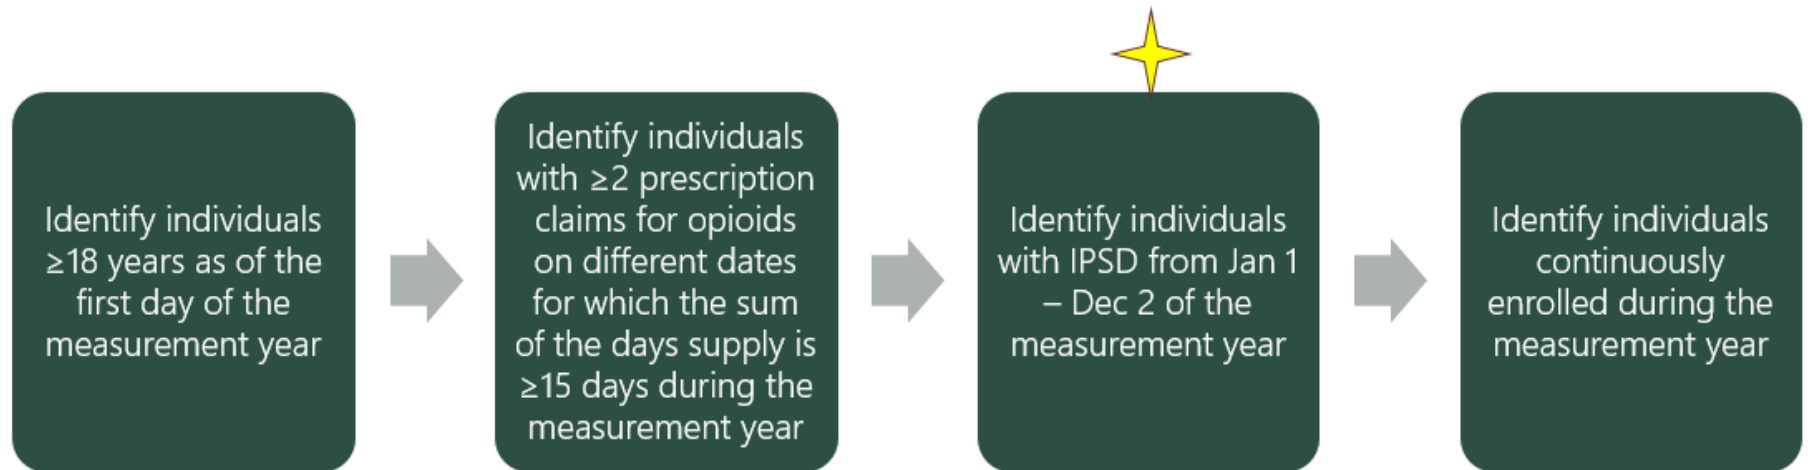 Identify individuals
≥18 years as of the
first day of the
measurement year
Identify individuals
with ≥2 prescription
claims for opioids
on different dates
for which the sum
of the days supply is
≥15 days during the
measurement year
Identify individuals
with IPSD from Jan 1
– Dec 2 of the
measurement year
Identify individuals
continuously
enrolled during the
measurement year